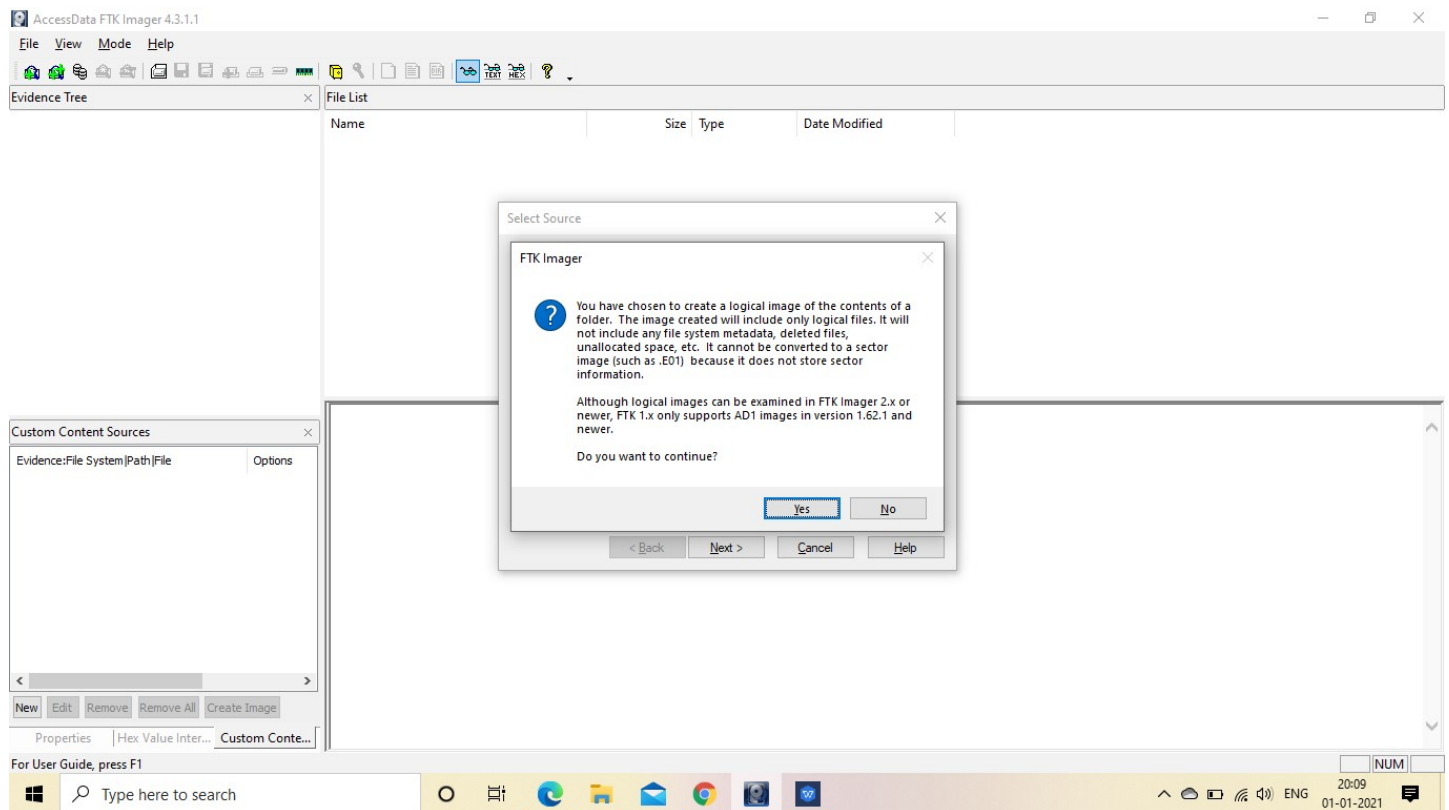 AccessData FTK Imager 4.3.1.1
File View Mode Help
TEXT HEX
Evidence Tree
File List
Name Size Type Date Modified
Select Source
FTK Imager
You have chosen to create a logical image of the contents of a
folder. The image created will include only logical files. It will
not include any file system metadata, deleted files,
unallocated space, etc. It cannot be converted to a sector
image (such as .E01) because it does not store sector
information.
Although logical images can be examined in FTK Imager 2.x or
newer, FTK 1.x only supports AD1 images in version 1.62.1 and
newer.
Do you want to continue?
Yes No
< Back Next > Cancel Help
Custom Content Sources
Evidence:File System|Path|File Options
New Edit Remove Remove All Create Image
Properties Hex Value Inter... Custom Conte...
For User Guide, press F1
NUM
Type here to search
ENG
20:09
01-01-2021